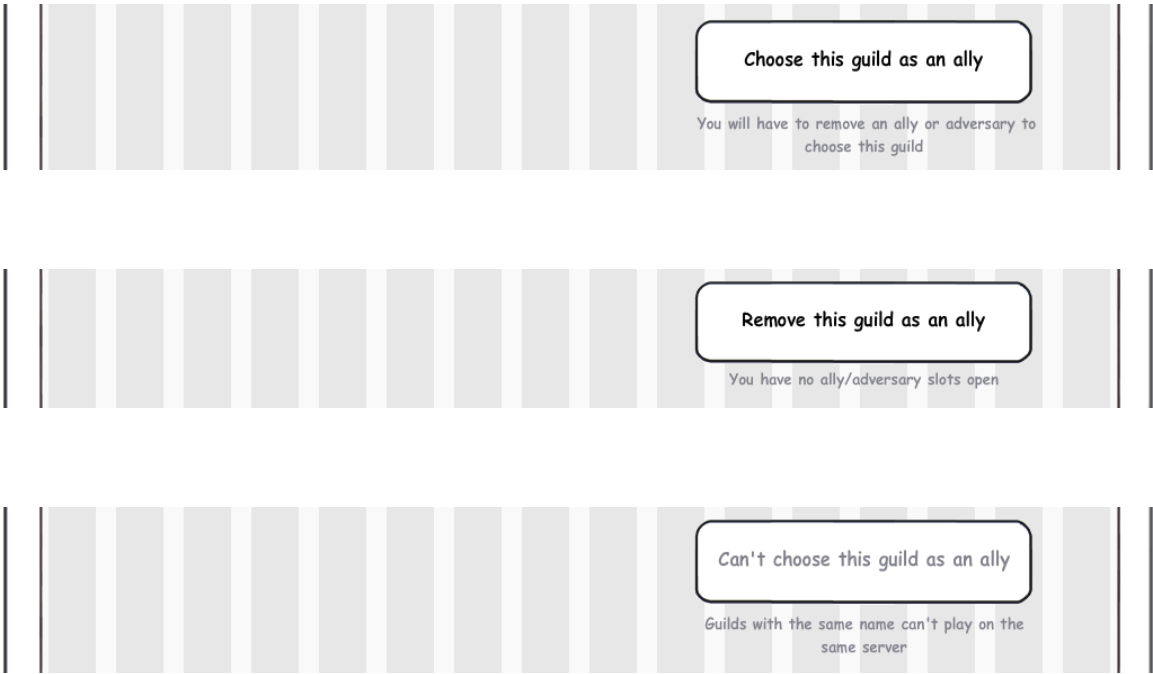 Choose this guild as an ally
You will have to remove an ally or adversary to
choose this guild
Remove this guild as an ally
You have no ally/adversary slots open
Can't choose this guild as an ally
Guilds with the same name can't play on the
same server